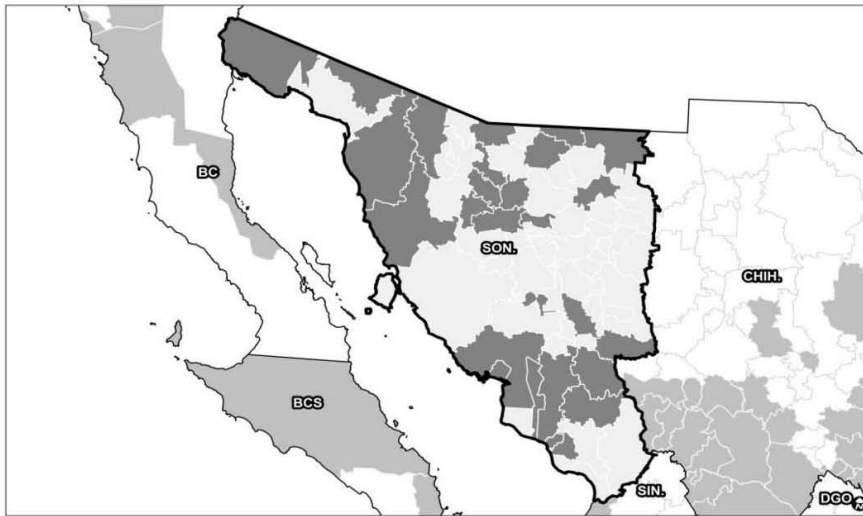 BC
SON.
CHIH.
BCS
SIN.
DGO